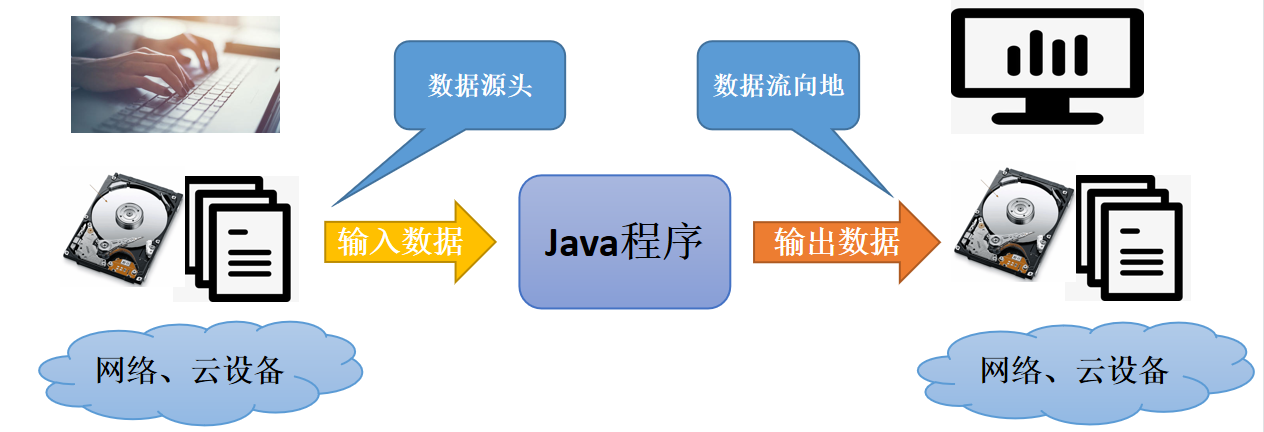 数据源头
数据流向地
输入数据
Java程序
输出数据
网络、云设备
网络、云设备